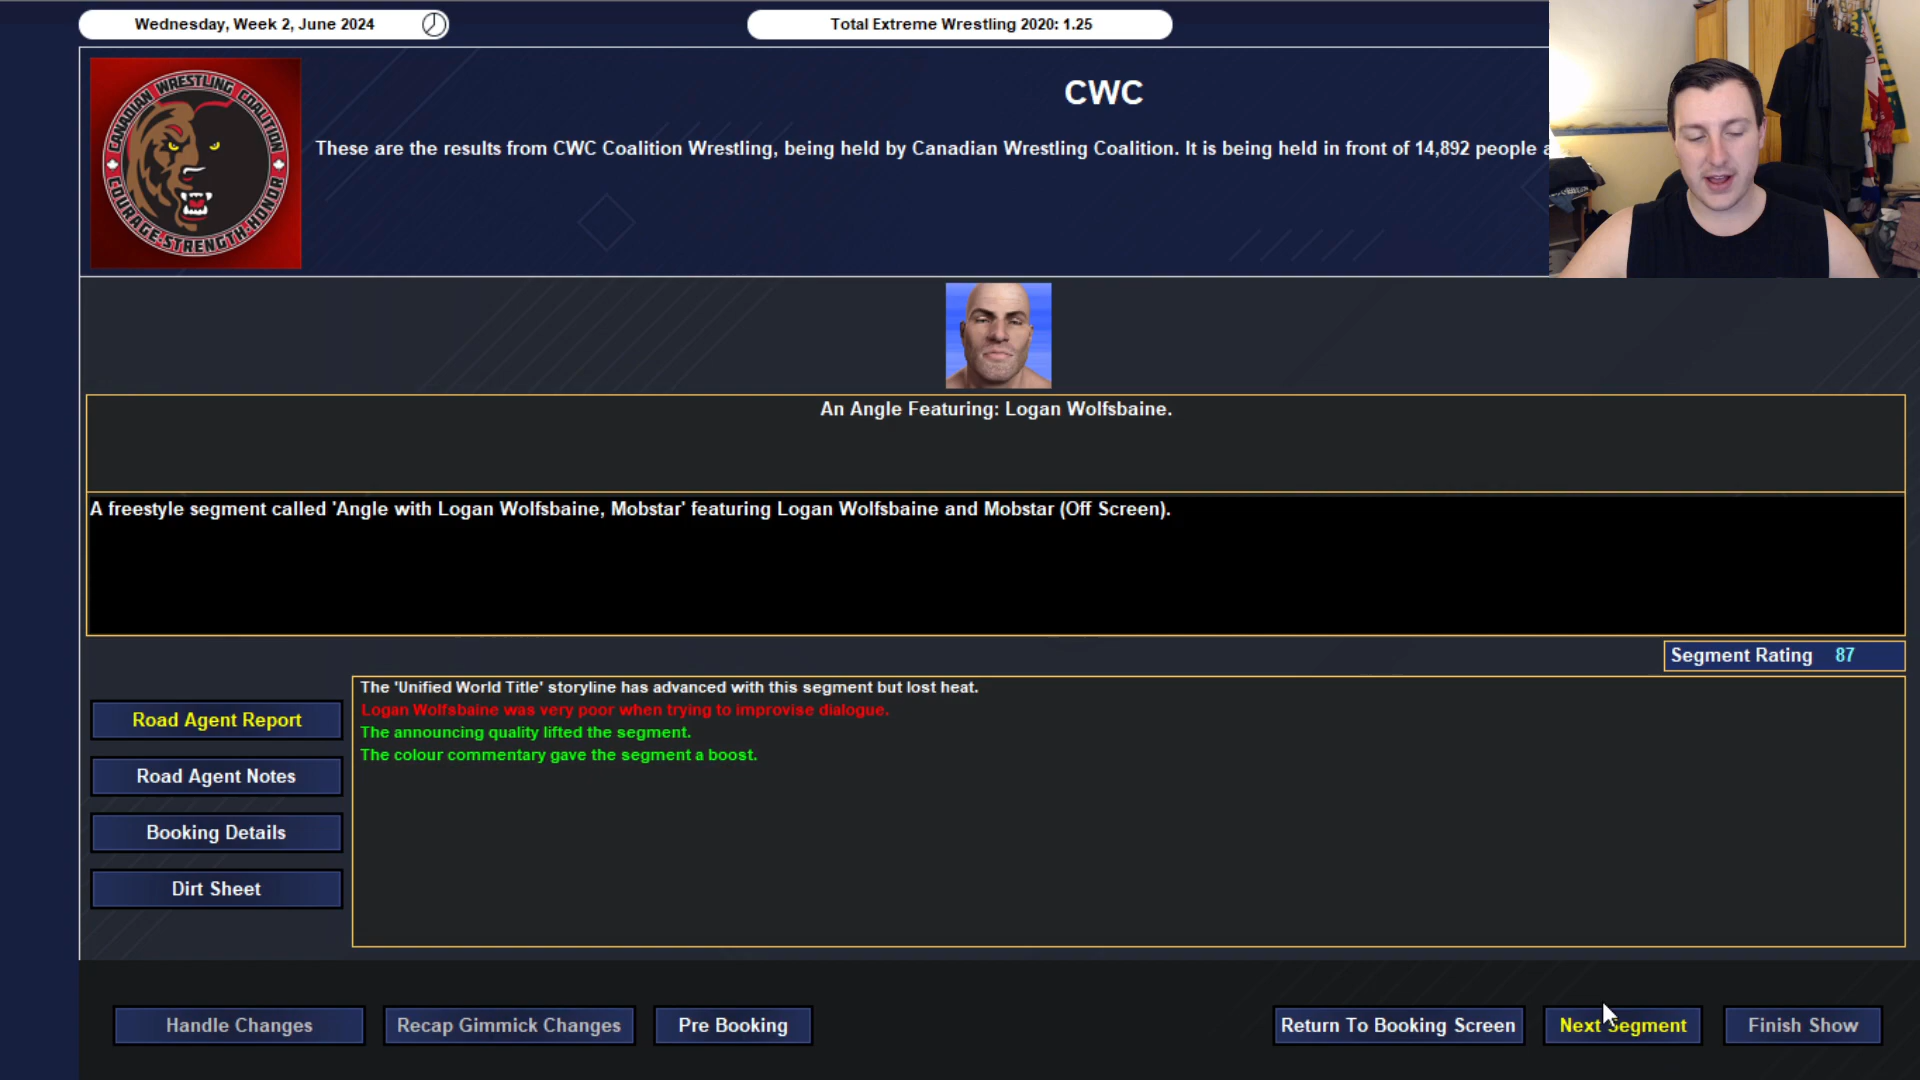 Wednesday, Week 2, June 2024
Total Extreme Wrestling 2020: 1.25
CANADIAN WRESTLING COALITION
COURAGE·STRENGTH·HONOR
CWC
These are the results from CWC Coalition Wrestling, being held by Canadian Wrestling Coalition. It is being held in front of 14,892 people
An Angle Featuring: Logan Wolfsbaine.
A freestyle segment called 'Angle with Logan Wolfsbaine, Mobstar' featuring Logan Wolfsbaine and Mobstar (Off Screen).
Segment Rating 87
The 'Unified World Title' storyline has advanced with this segment but lost heat.
Logan Wolfsbaine was very poor when trying to improvise dialogue.
The announcing quality lifted the segment.
The colour commentary gave the segment a boost.
Road Agent Report
Road Agent Notes
Booking Details
Dirt Sheet
Handle Changes
Recap Gimmick Changes
Pre Booking
Return To Booking Screen
Next Segment
Finish Show